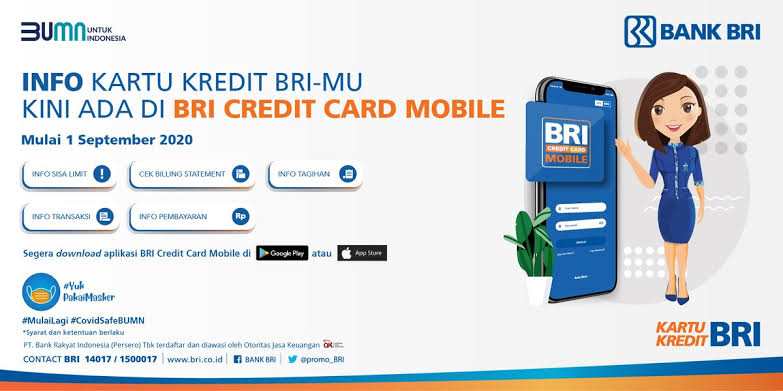 BUMN UNTUK INDONESIA
BANK BRI
INFO KARTU KREDIT BRI-MU
KINI ADA DI BRI CREDIT CARD MOBILE
Mulai 1 September 2020
INFO SISA LIMIT
CEK BILLING STATEMENT
INFO TAGIHAN
INFO TRANSAKSI
INFO PEMBAYARAN Rp
BRI
CREDIT CARD
MOBILE
Segera download aplikasi BRI Credit Card Mobile di Google Play atau App Store
#Yuk
PakaiMasker
#MulaiLagi #CovidSafeBUMN
*Syarat dan ketentuan berlaku
PT. Bank Rakyat Indonesia (Persero) Tbk terdaftar dan diawasi oleh Otoritas Jasa Keuangan
CONTACT BRI 14017 / 1500017 | www.bri.co.id | BANK BRI | @promo_BRI
KARTU
KREDIT BRI